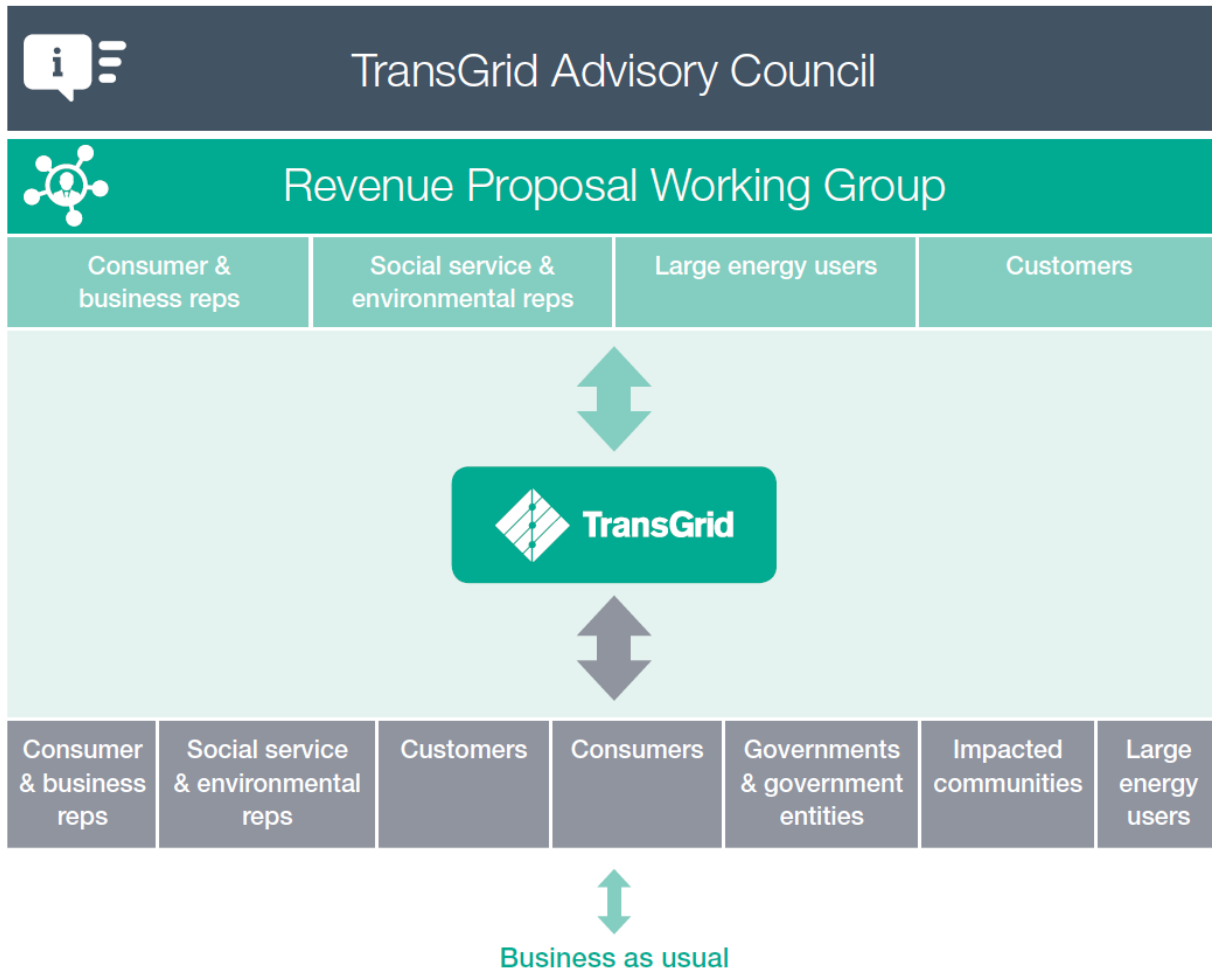 i
TransGrid Advisory Council
Revenue Proposal Working Group
Consumer &
business reps
Social service &
environmental reps
Large energy users
Customers
TransGrid
Consumer
& business
reps
Social service
& environmental
reps
Customers
Consumers
Governments
& government
entities
Impacted
communities
Large
energy
users
Business as usual